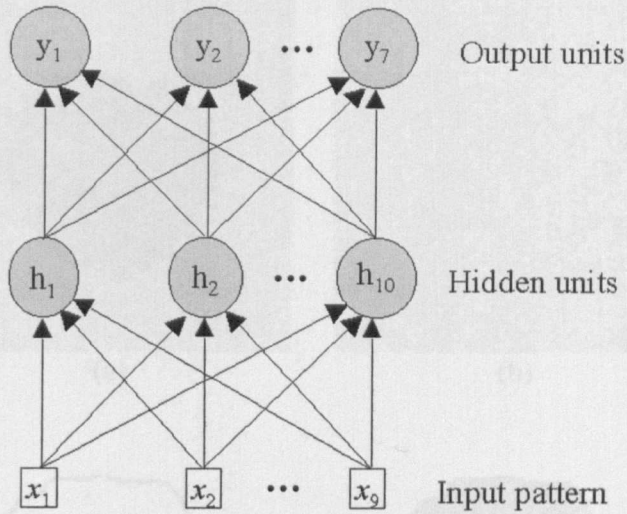 y₁ y₂ ... y₇ Output units
h₁ h₂ ... h₁₀ Hidden units
x₁ x₂ ... x₉ Input pattern